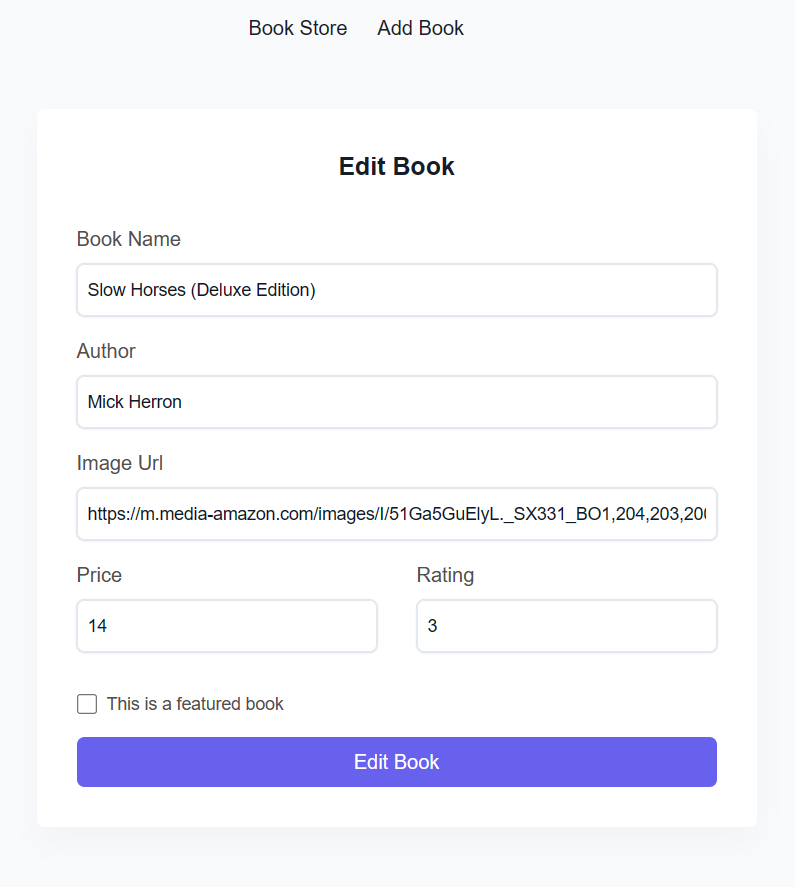 Book Store Add Book
Edit Book
Book Name
Slow Horses (Deluxe Edition)
Author
Mick Herron
Image Url
https://m.media-amazon.com/images/I/51Ga5GuElyL._SX331_BO1,204,203,200
Price Rating
14 3
This is a featured book
Edit Book